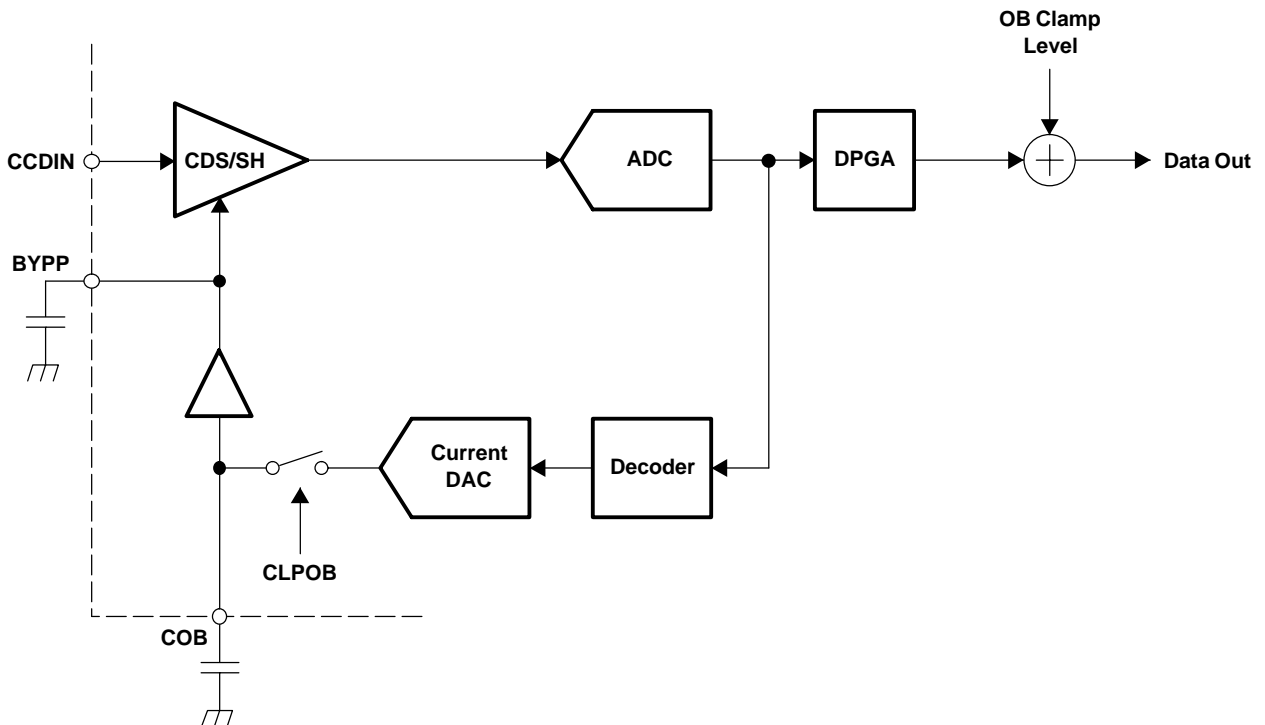 OB Clamp
Level
CCDIN
CDS/SH
ADC
DPGA
Data Out
BYPP
Current
DAC
Decoder
CLPOB
COB